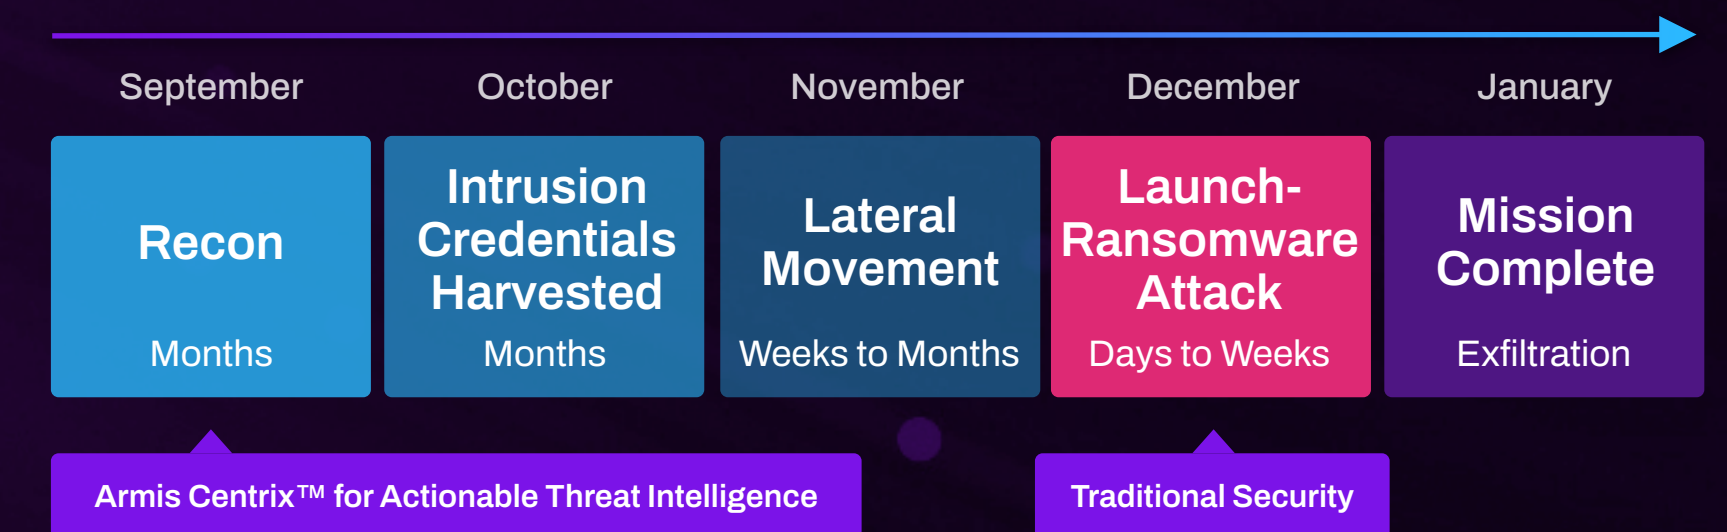 September
October
November
December
January
Recon
Months
Intrusion
Credentials
Harvested
Months
Lateral
Movement
Weeks to Months
Launch-
Ransomware
Attack
Days to Weeks
Mission
Complete
Exfiltration
Armis Centrix™ for Actionable Threat Intelligence
Traditional Security